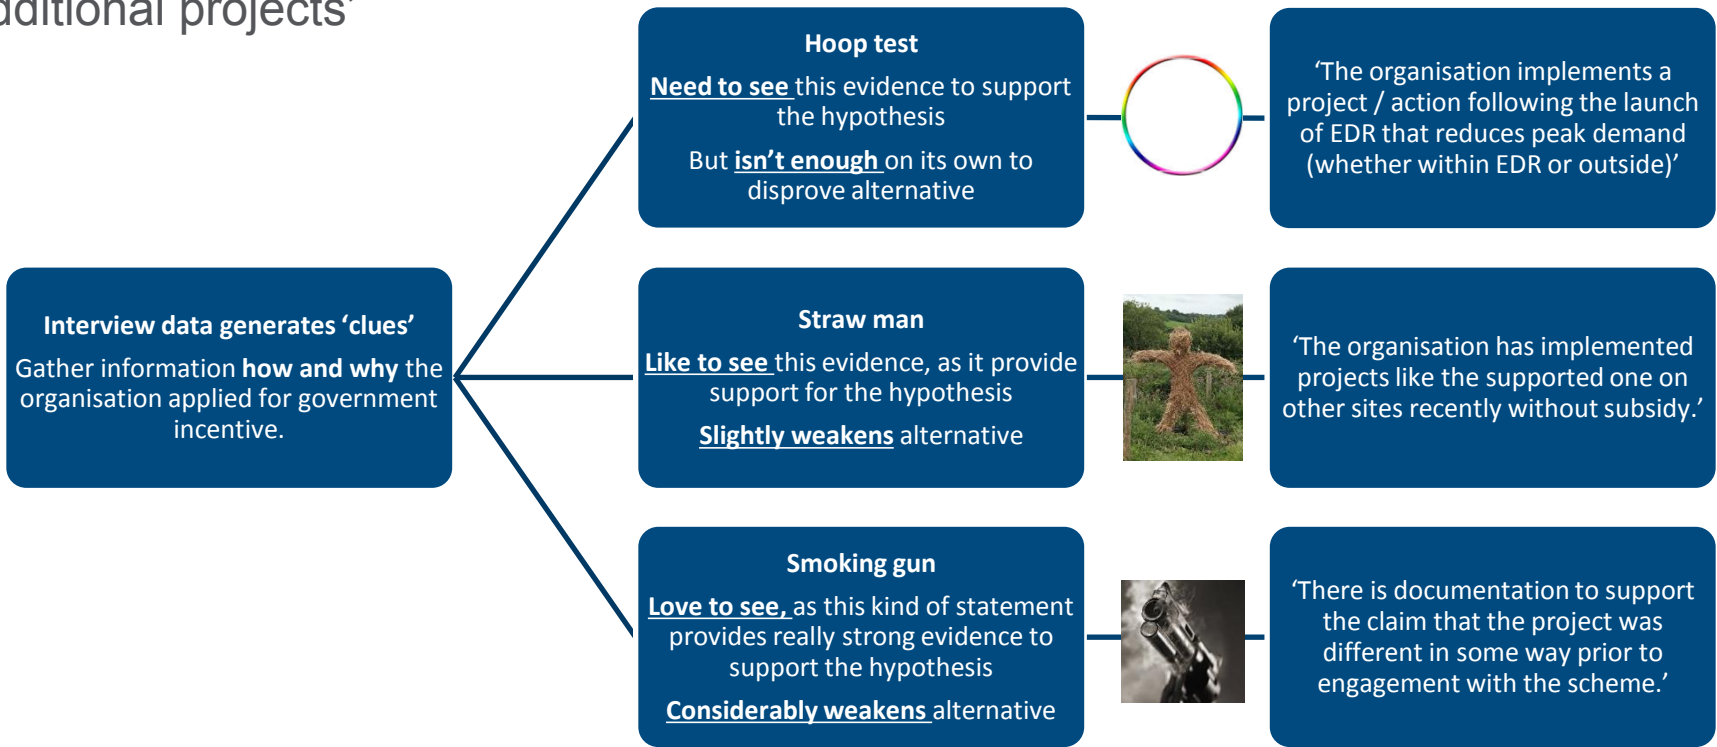 additional projects'
Interview data generates ‘clues’
Gather information how and why the
organisation applied for government
incentive.
Hoop test
Need to see this evidence to support
the hypothesis
But isn’t enough on its own to
disprove alternative
‘The organisation implements a
project / action following the launch
of EDR that reduces peak demand
(whether within EDR or outside)’
Straw man
Like to see this evidence, as it provide
support for the hypothesis
Slightly weakens alternative
‘The organisation has implemented
projects like the supported one on
other sites recently without subsidy.’
Smoking gun
Love to see, as this kind of statement
provides really strong evidence to
support the hypothesis
Considerably weakens alternative
‘There is documentation to support
the claim that the project was
different in some way prior to
engagement with the scheme.’